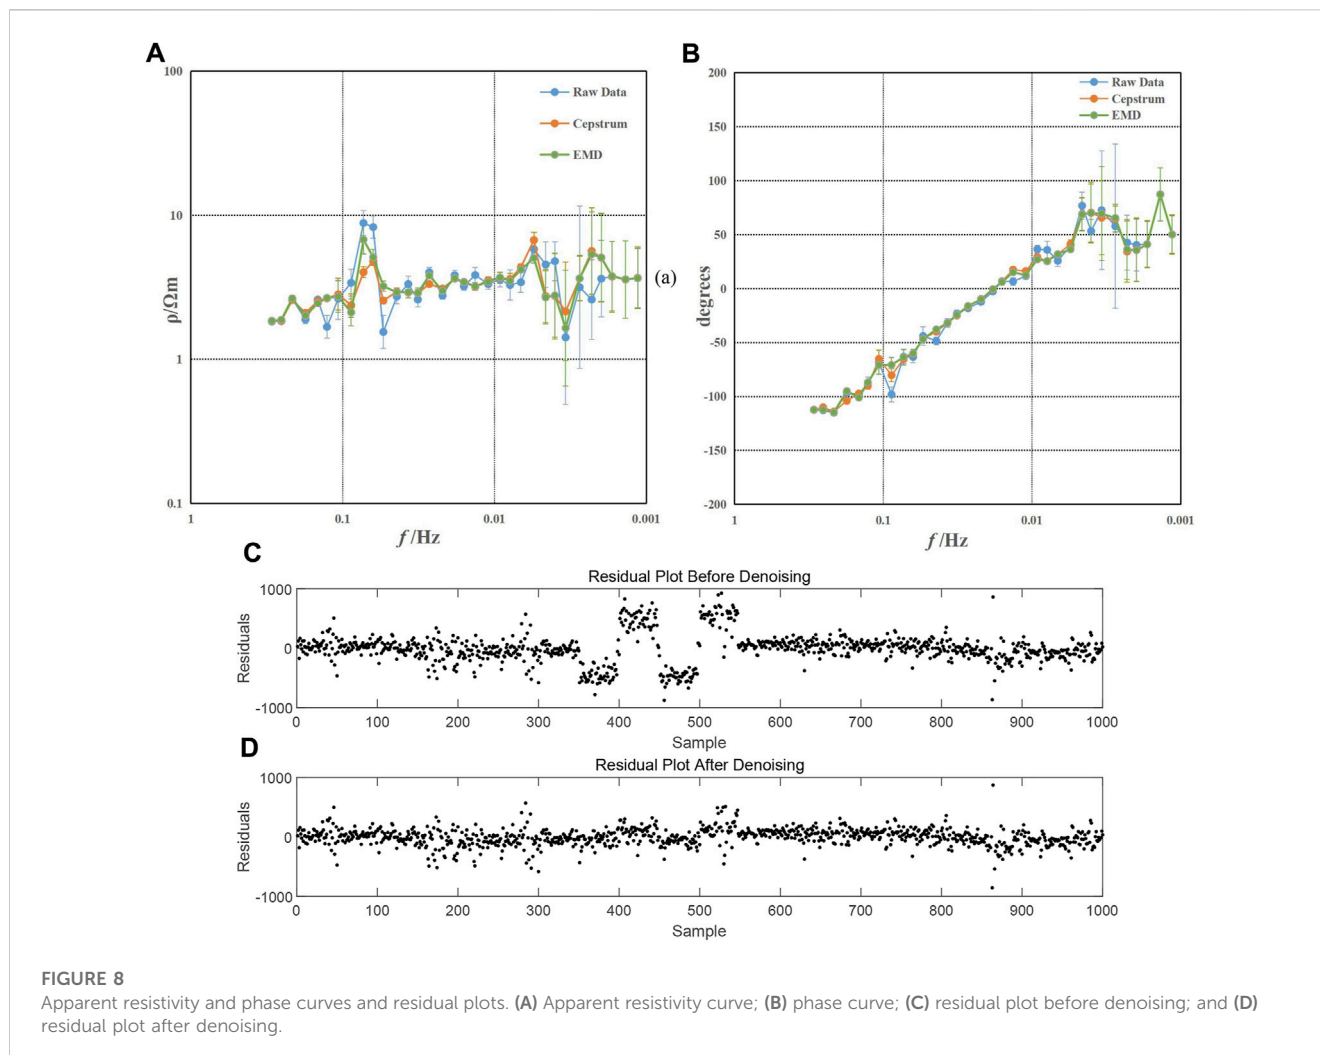 A
100
10
1
0.1
1
0.1
0.01
0.001
ρ/Ωm
f/Hz
Raw Data
Cepstrum
EMD
(a)
B
200
150
100
50
0
-50
-100
-150
-200
1
0.1
0.01
0.001
degrees
f/Hz
Raw Data
Cepstrum
EMD
C
Residual Plot Before Denoising
1000
0
-1000
Residuals
0 100 200 300 400 500 600 700 800 900 1000
Sample
D
Residual Plot After Denoising
1000
0
-1000
Residuals
0 100 200 300 400 500 600 700 800 900 1000
Sample
FIGURE 8
Apparent resistivity and phase curves and residual plots. (A) Apparent resistivity curve; (B) phase curve; (C) residual plot before denoising; and (D)
residual plot after denoising.